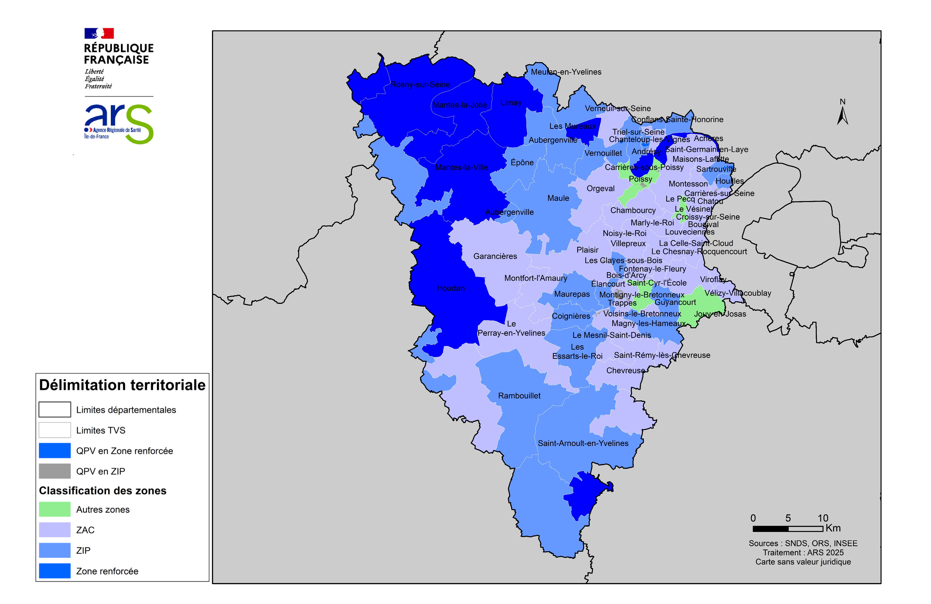 RÉPUBLIQUE
FRANÇAISE
Liberté
Égalité
Fraternité
ars
Agence Régionale de Santé
Île-de-France
Délimitation territoriale
Limites départementales
Limites TVS
QPV en Zone renforcée
QPV en ZIP
Classification des zones
Autres zones
ZAC
ZIP
Zone renforcée
Meulan-en-Yvelines
Rosny-sur-Seine
Mantes-la-Jolie
Limay
Verneuil-sur-Seine
Conflans-Sainte-Honorine
Les Mureaux
Triel-sur-Seine
Aubergenville
Chanteloup-les-Vignes
Achères
Vernouillet
Andrésy
Saint-Germain-en-Laye
Maisons-Laffitte
Mantes-la-Ville
Épône
Carrières-sous-Poissy
Sartrouville
Poissy
Houilles
Orgeval
Montesson
Carrières-sur-Seine
Maule
Le Pecq
Chatou
Aubergenville
Chambourcy
Le Vésinet
Croissy-sur-Seine
Marly-le-Roi
Bougival
Noisy-le-Roi
Louveciennes
Villepreux
La Celle-Saint-Cloud
Plaisir
Le Chesnay-Rocquencourt
Garancières
Les Clayes-sous-Bois
Fontenay-le-Fleury
Montfort-l'Amaury
Bois-d'Arcy
Viroflay
Élancourt
Saint-Cyr-l'École
Houdan
Maurepas
Montigny-le-Bretonneux
Vélizy-Villacoublay
Trappes
Guyancourt
Coignières
Voisins-le-Bretonneux
Jouy-en-Josas
Le
Perray-en-Yvelines
Magny-les-Hameaux
Le Mesnil-Saint-Denis
Les
Essarts-le-Roi
Saint-Rémy-lès-Chevreuse
Chevreuse
Rambouillet
Saint-Arnoult-en-Yvelines
N
0 5 10
Km
Sources : SNDS, ORS, INSEE
Traitement : ARS 2025
Carte sans valeur juridique